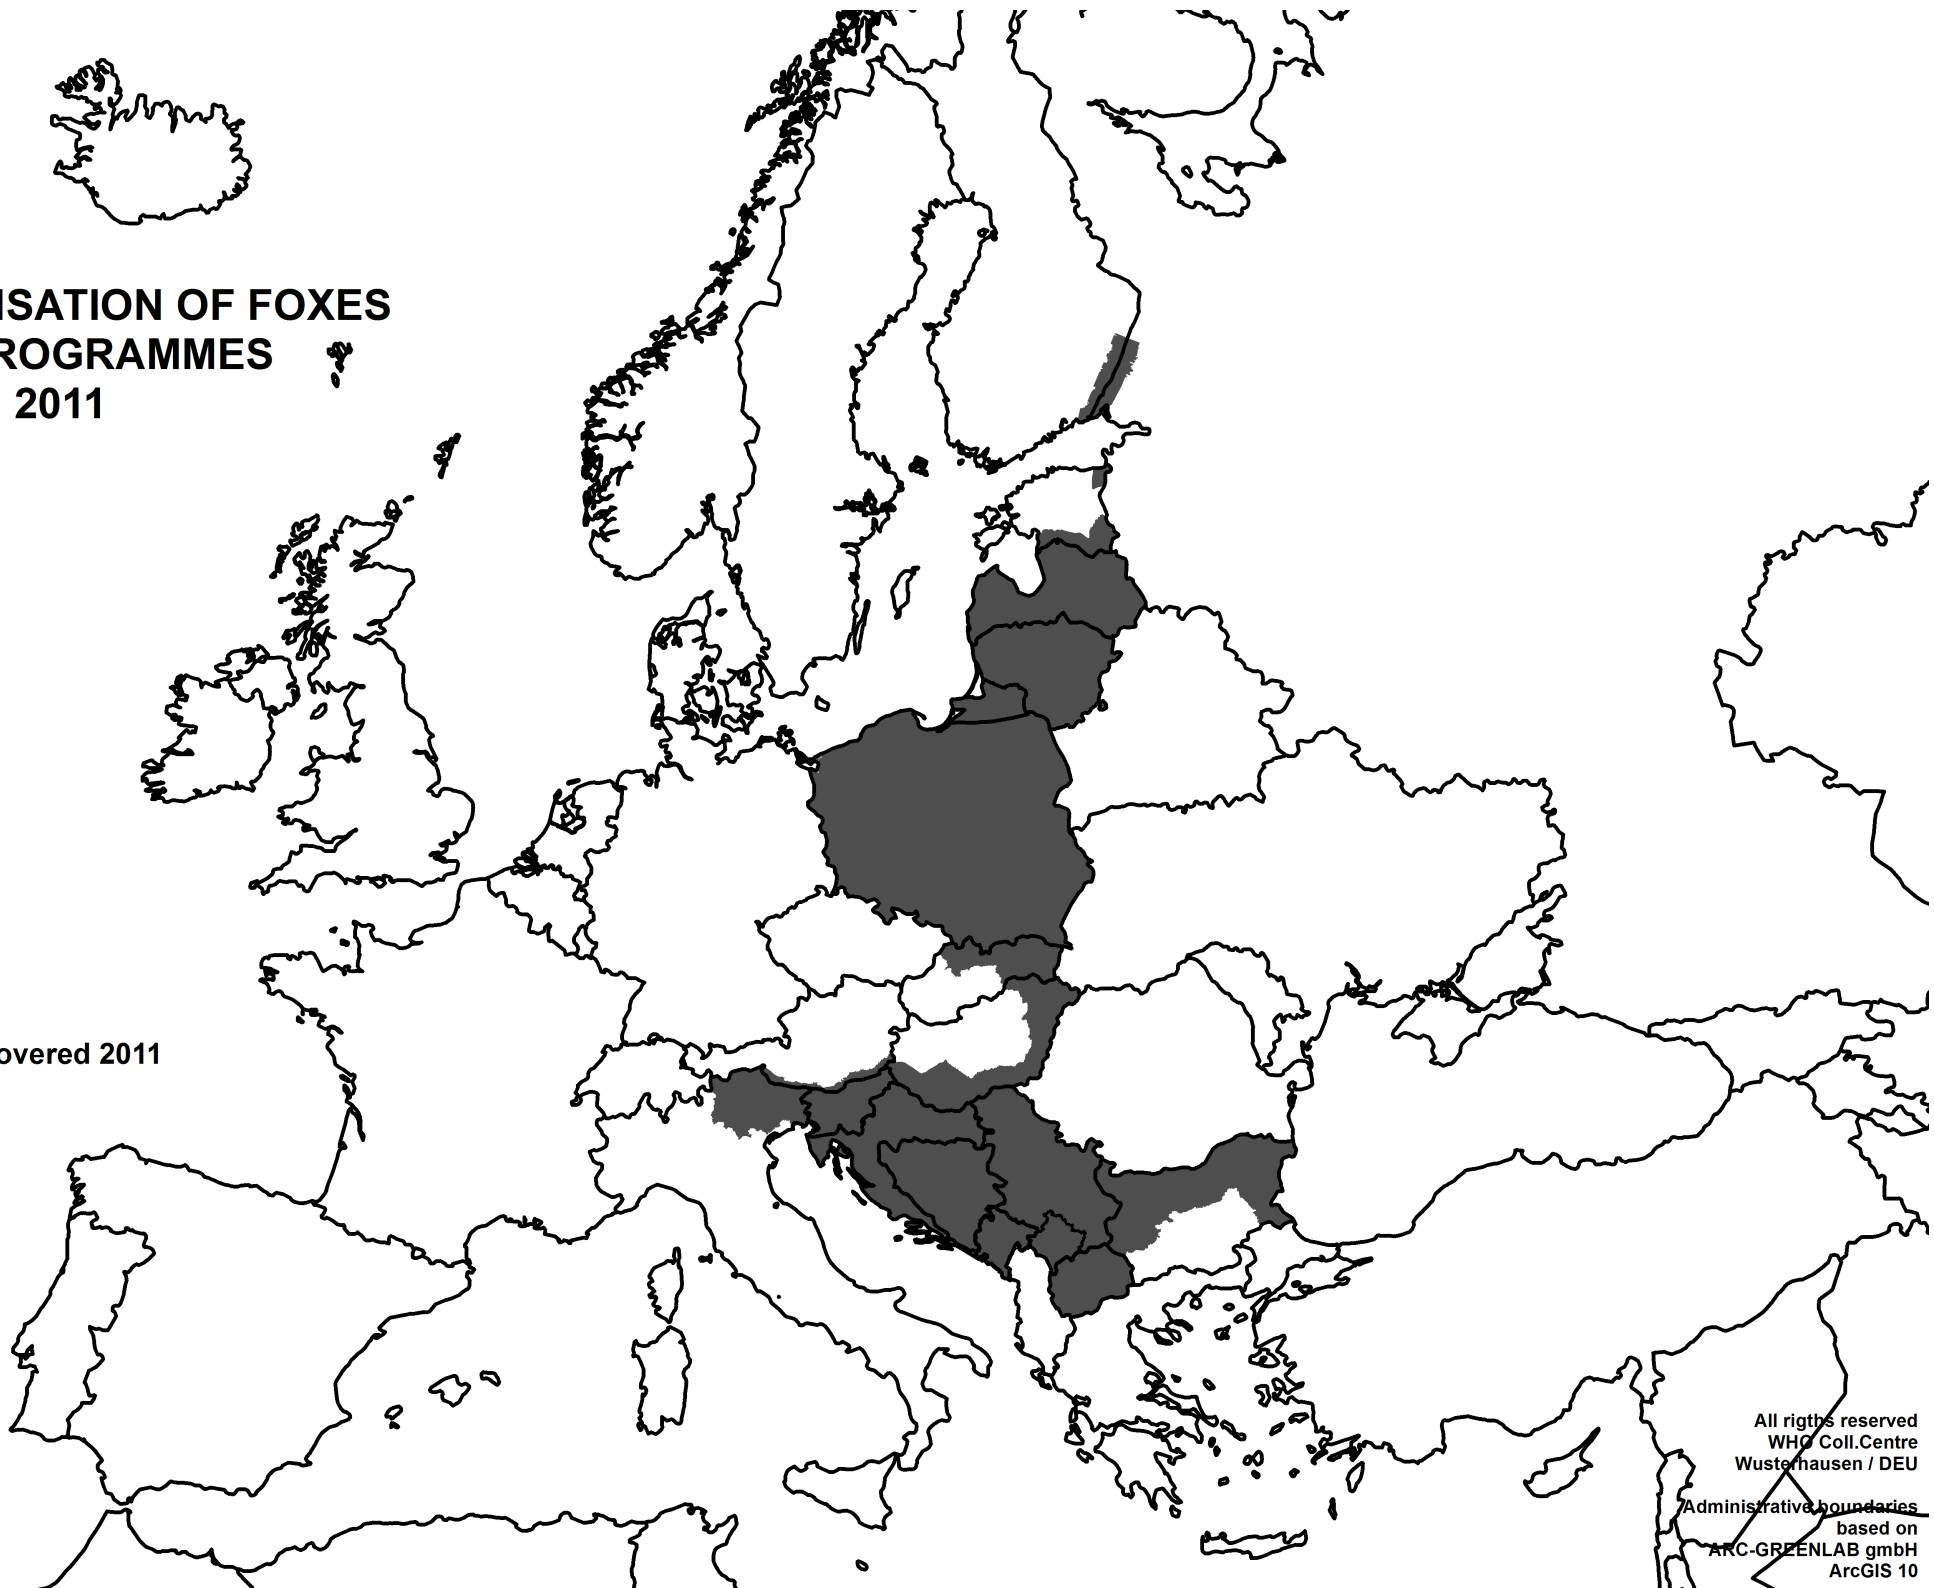 ISATION OF FOXES
ROGRAMMES
2011
overed 2011
All rigths reserved
WHO Coll.Centre
Wusterhausen / DEU
Administrative boundaries
based on
ARC-GREENLAB gmbH
ArcGIS 10